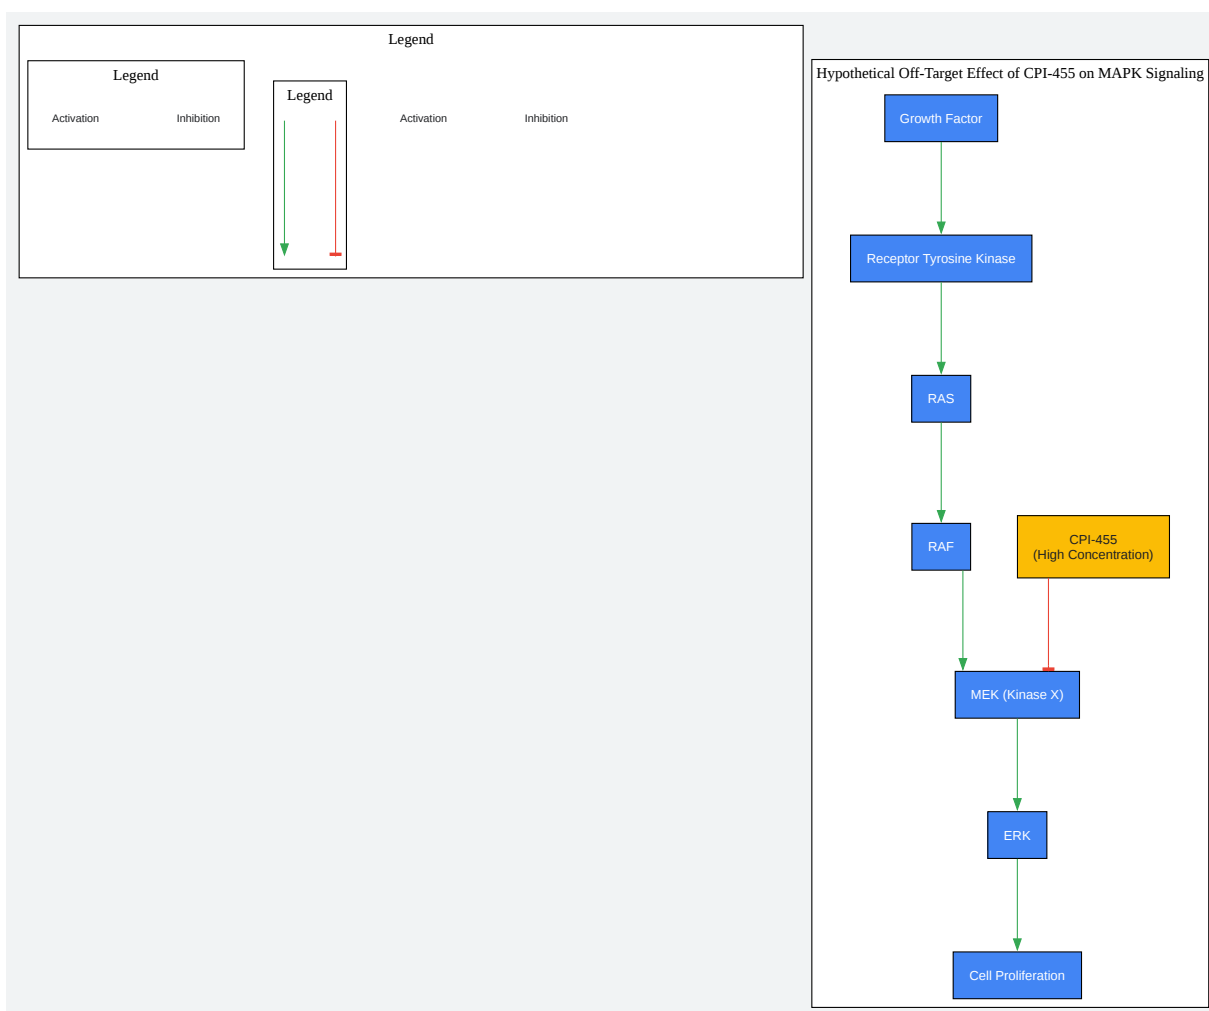 Legend
Legend
Activation
Inhibition
Legend
Activation
Inhibition
Hypothetical Off-Target Effect of CPI-455 on MAPK Signaling
Growth Factor
Receptor Tyrosine Kinase
RAS
RAF
CPI-455
(High Concentration)
MEK (Kinase X)
ERK
Cell Proliferation